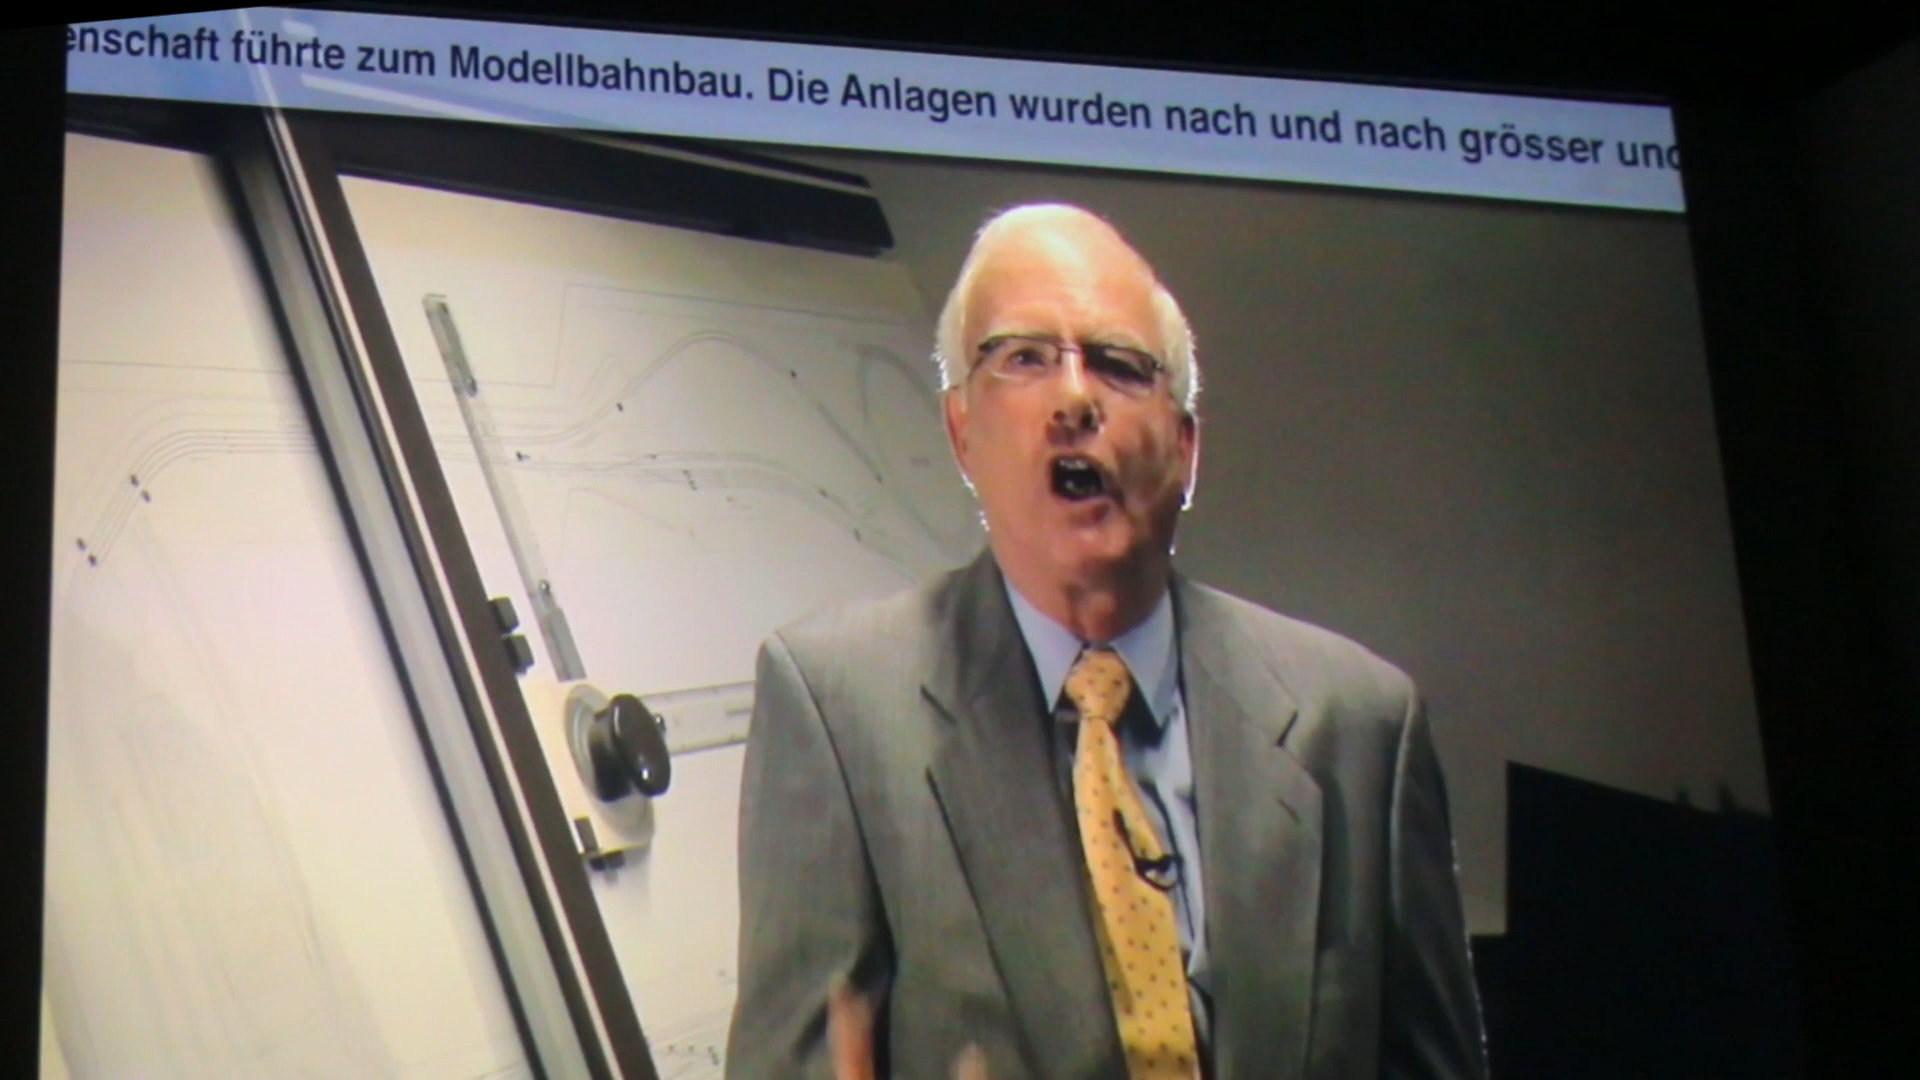 enschaft führte zum Modellbahnbau. Die Anlagen wurden nach und nach grösser und